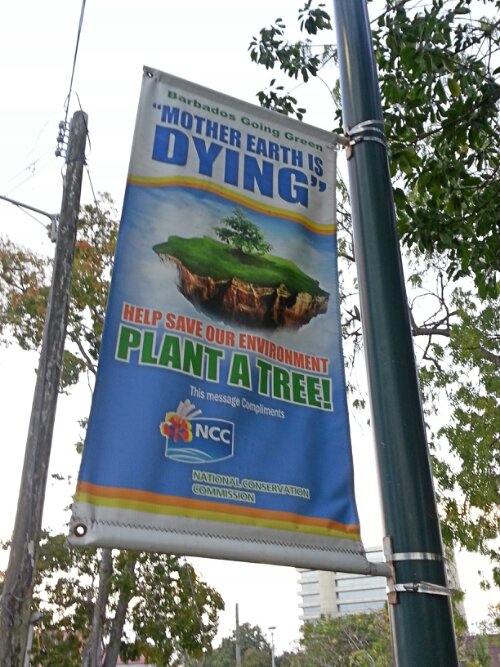 Barbados Going Green
"MOTHER EARTH IS
DYING"
HELP SAVE OUR ENVIRONMENT
PLANT A TREE!
This message Compliments
NCC
NATIONAL CONSERVATION
COMMISSION